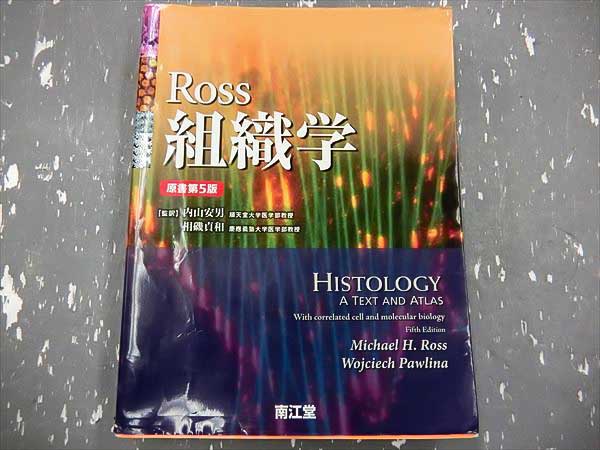 Ross
組織学
原書第5版
【監訳】内山安男 順天堂大学医学部教授
相磯貞和 慶應義塾大学医学部教授
HISTOLOGY
A TEXT AND ATLAS
With correlated cell and molecular biology
Fifth Edition
Michael H. Ross
Wojciech Pawlina
南江堂